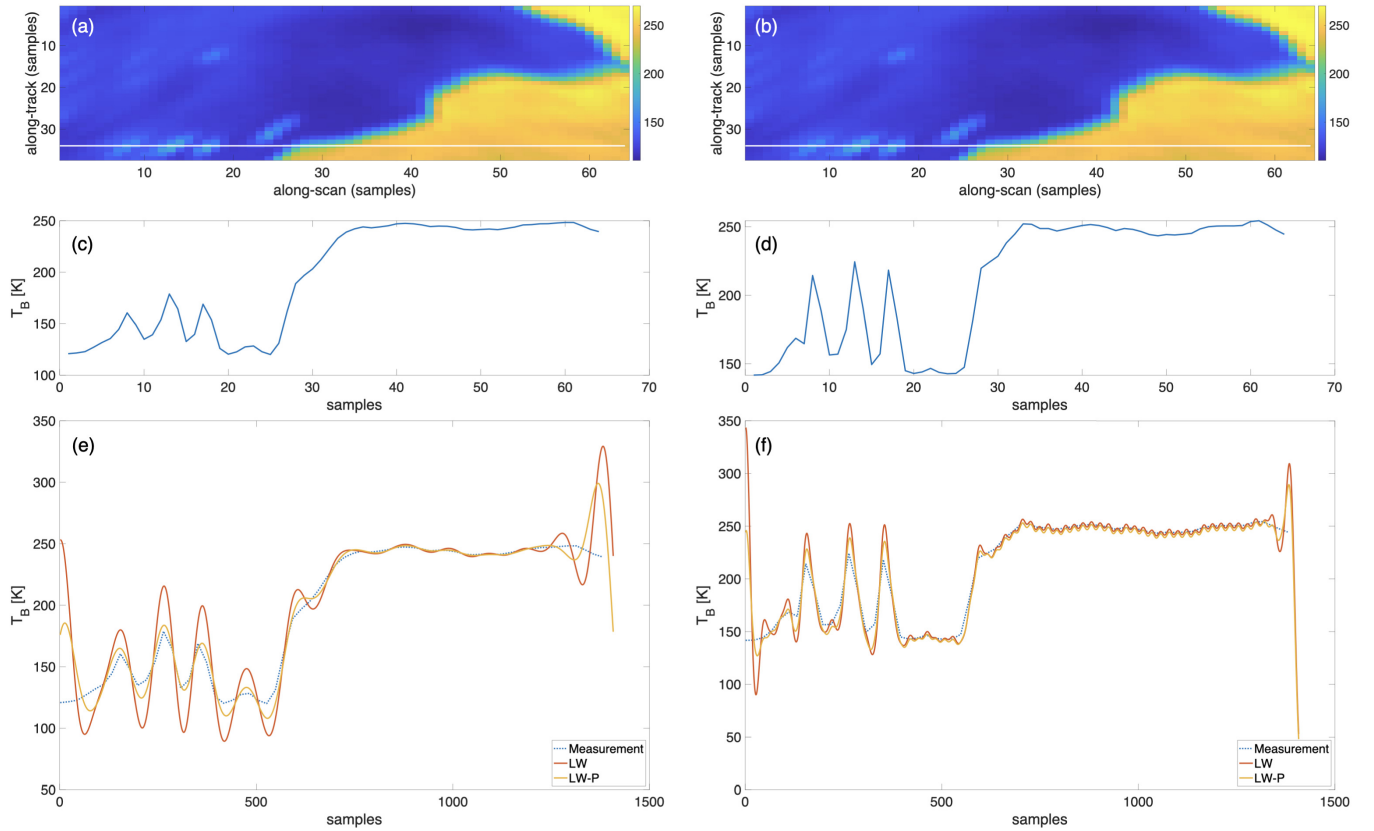 (a)
along-track (samples)
10
20
30
10
20
30
40
50
60
along-scan (samples)
250
200
150
(b)
along-track (samples)
10
20
30
10
20
30
40
50
60
along-scan (samples)
250
200
150
(c)
T_B [K]
250
200
150
100
0
10
20
30
40
50
60
70
samples
(d)
T_B [K]
250
200
150
0
10
20
30
40
50
60
70
samples
(e)
T_B [K]
350
300
250
200
150
100
50
0
500
1000
1500
samples
Measurement
LW
LW-P
(f)
T_B [K]
350
300
250
200
150
100
50
0
0
500
1000
1500
samples
Measurement
LW
LW-P